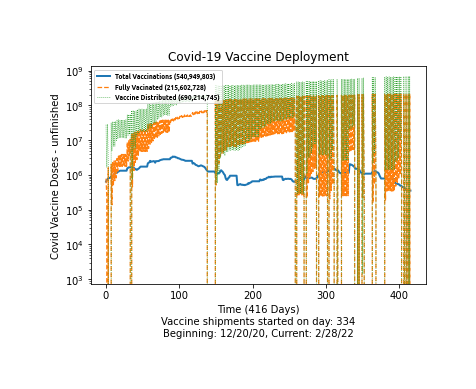 Covid-19 Vaccine Deployment
Total Vaccinations (540,949,803)
Fully Vacinated (215,602,728)
Vaccine Distributed (690,214,745)
Covid Vaccine Doses - unfinished
10⁹
10⁸
10⁷
10⁶
10⁵
10⁴
10³
0 100 200 300 400
Time (416 Days)
Vaccine shipments started on day: 334
Beginning: 12/20/20, Current: 2/28/22